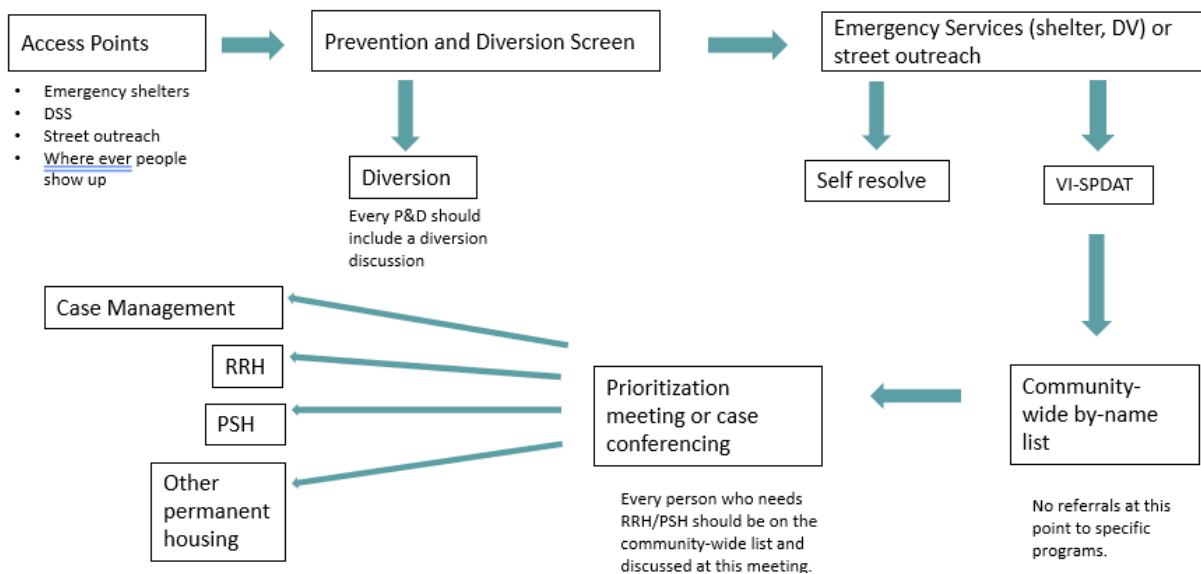 Access Points
Prevention and Diversion Screen
Emergency Services (shelter, DV) or
street outreach
• Emergency shelters
• DSS
• Street outreach
• Where ever people
show up
Diversion
Every P&D should
include a diversion
discussion
Self resolve
VI-SPDAT
Case Management
RRH
PSH
Other
permanent
housing
Prioritization
meeting or case
conferencing
Every person who needs
RRH/PSH should be on the
community-wide list and
discussed at this meeting.
Community-
wide by-name
list
No referrals at this
point to specific
programs.